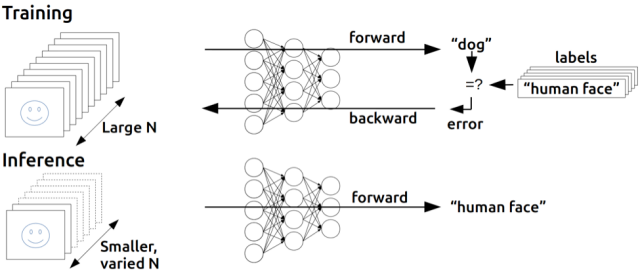 Training
forward
"dog"
labels
=?
"human face"
Large N
backward
error
Inference
forward
"human face"
Smaller,
varied N